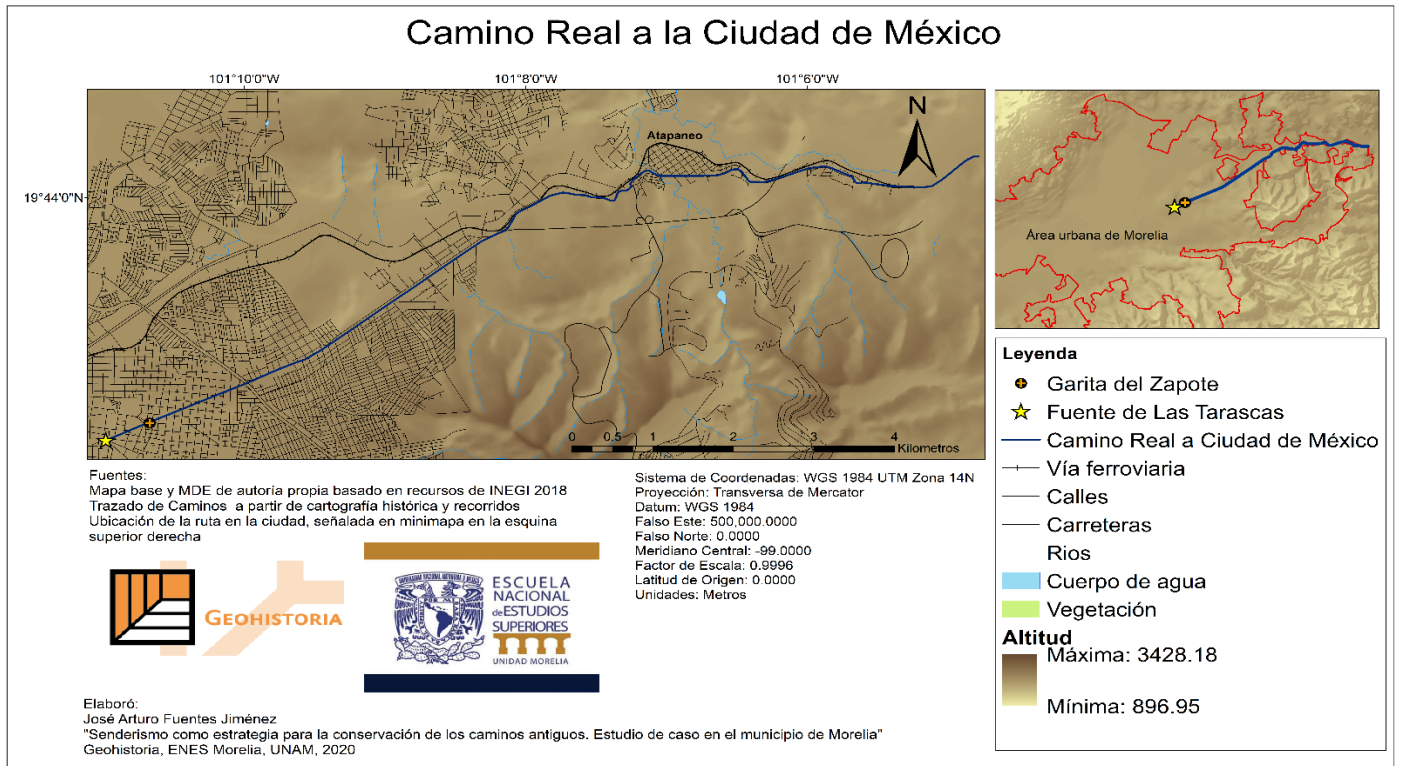 Camino Real a la Ciudad de México
101°10'0"W
101°8'0"W
101°6'0"W
19°44'0"N
Atapaneo
N
0 0.5 1 2 3 4
Kilometros
Área urbana de Morelia
Leyenda
Garita del Zapote
Fuente de Las Tarascas
Camino Real a Ciudad de México
Vía ferroviaria
Calles
Carreteras
Rios
Cuerpo de agua
Vegetación
Altitud
Máxima: 3428.18
Mínima: 896.95
Fuentes:
Mapa base y MDE de autoría propia basado en recursos de INEGI 2018
Trazado de Caminos a partir de cartografía histórica y recorridos
Ubicación de la ruta en la ciudad, señalada en minimapa en la esquina
superior derecha
Sistema de Coordenadas: WGS 1984 UTM Zona 14N
Proyección: Transversa de Mercator
Datum: WGS 1984
Falso Este: 500,000.0000
Falso Norte: 0.0000
Meridiano Central: -99.0000
Factor de Escala: 0.9996
Latitud de Origen: 0.0000
Unidades: Metros
GEOHISTORIA
ESCUELA
NACIONAL
de ESTUDIOS
SUPERIORES
UNIDAD MORELIA
Elaboró:
José Arturo Fuentes Jiménez
"Senderismo como estrategia para la conservación de los caminos antiguos. Estudio de caso en el municipio de Morelia"
Geohistoria, ENES Morelia, UNAM, 2020